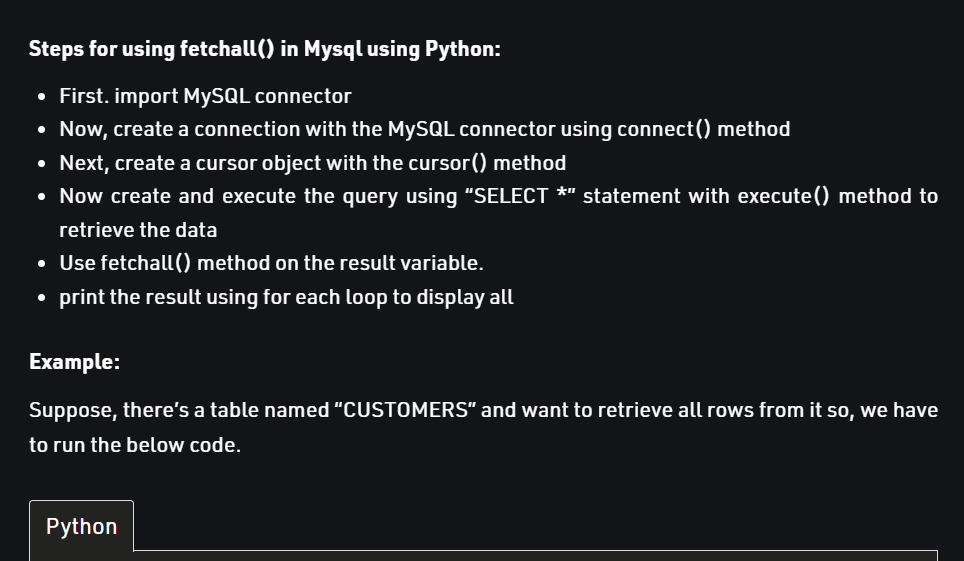 Steps for using fetchall() in Mysql using Python:
• First. import MySQL connector
• Now, create a connection with the MySQL connector using connect() method
• Next, create a cursor object with the cursor() method
• Now create and execute the query using “SELECT *” statement with execute() method to
retrieve the data
• Use fetchall() method on the result variable.
• print the result using for each loop to display all
Example:
Suppose, there’s a table named “CUSTOMERS” and want to retrieve all rows from it so, we have
to run the below code.
Python